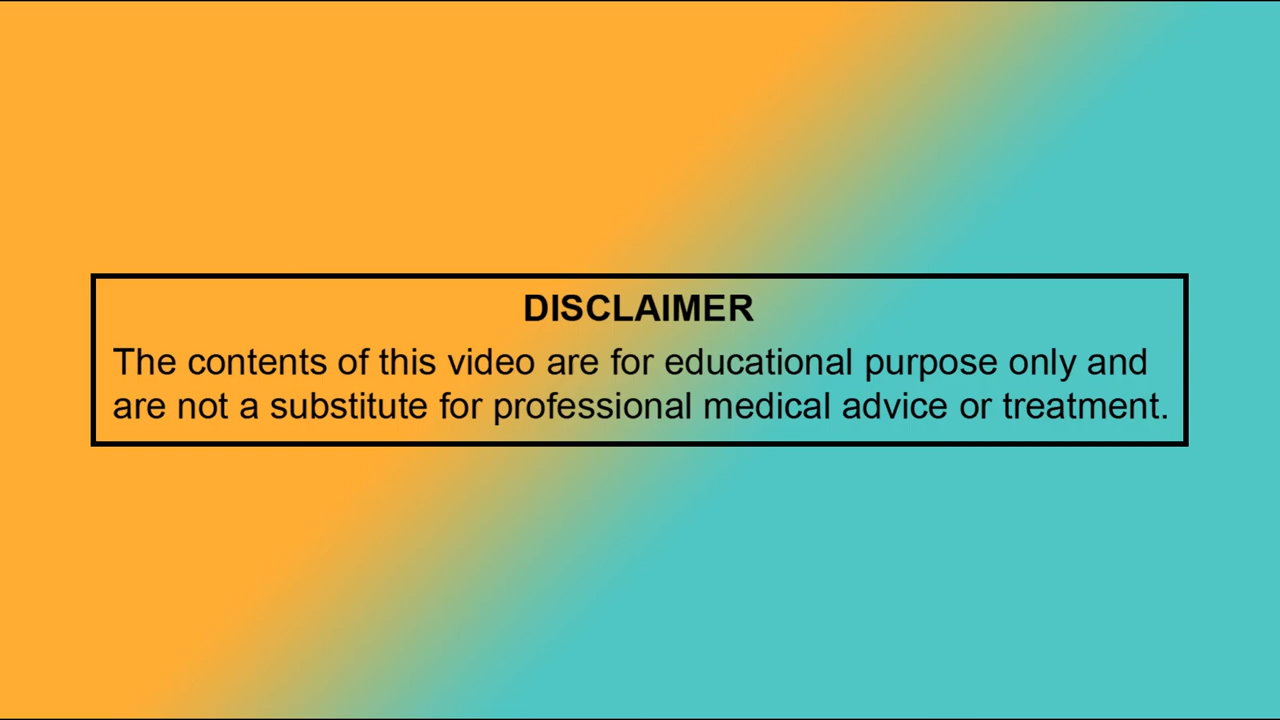 DISCLAIMER
The contents of this video are for educational purpose only and
are not a substitute for professional medical advice or treatment.